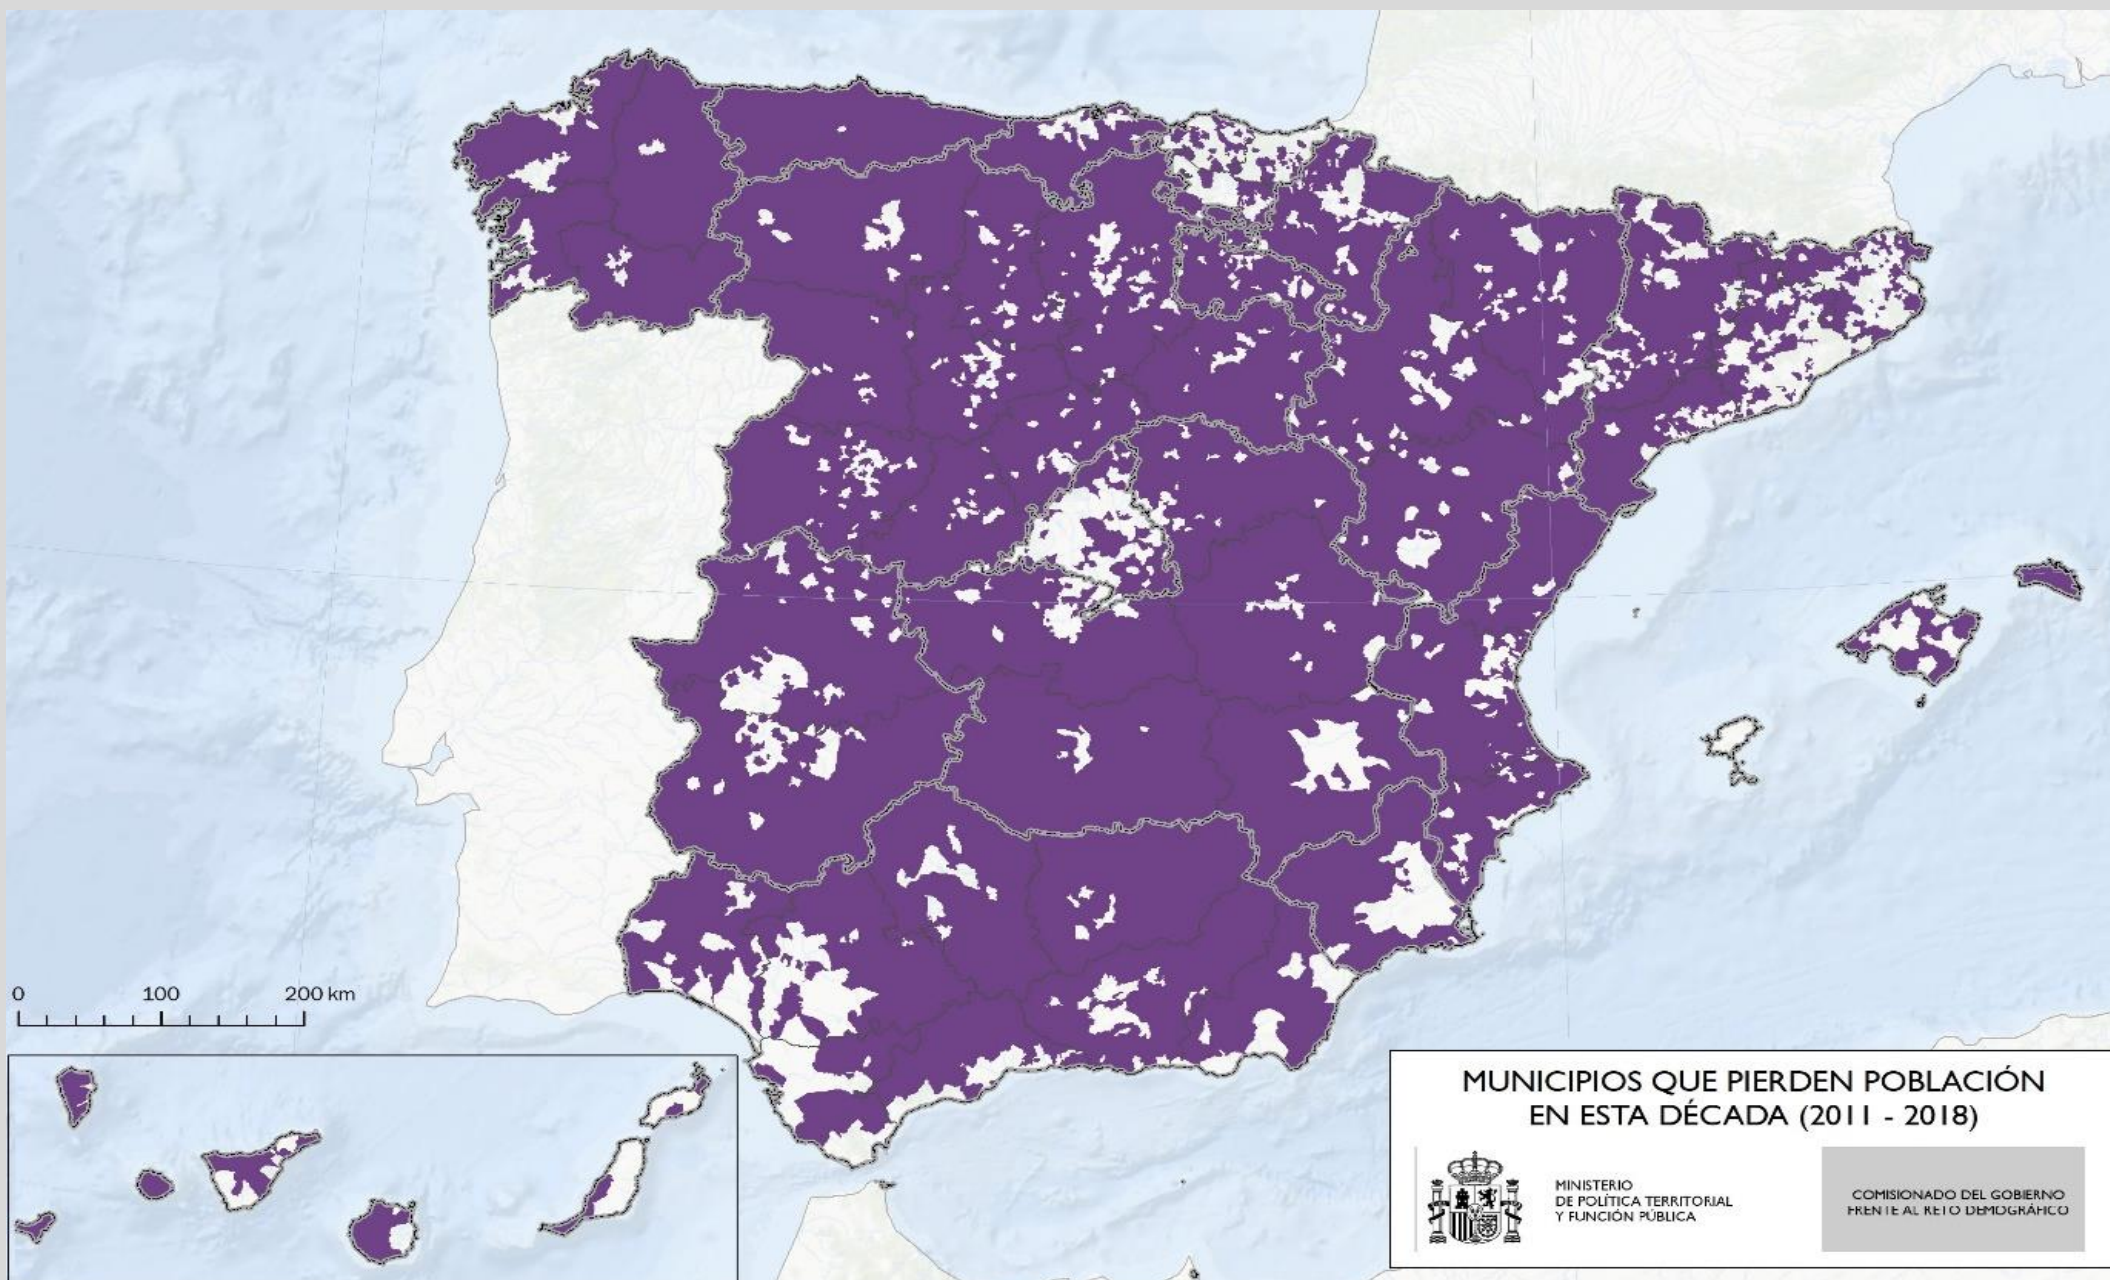 0 100 200 km
MUNICIPIOS QUE PIERDEN POBLACIÓN
EN ESTA DÉCADA (2011 - 2018)
MINISTERIO
DE POLÍTICA TERRITORIAL
Y FUNCIÓN PÚBLICA
COMISIONADO DEL GOBIERNO
FRENTE AL RETO DEMOGRÁFICO